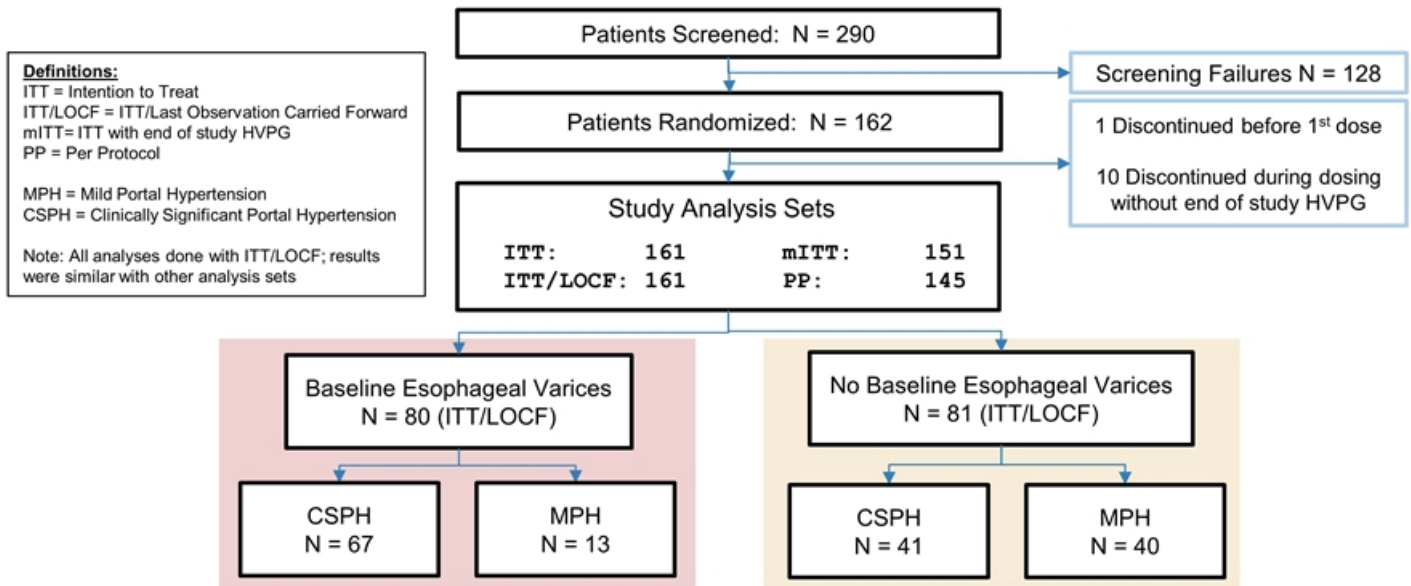 Patients Screened: N = 290
Definitions:
ITT = Intention to Treat
ITT/LOCF = ITT/Last Observation Carried Forward
mITT= ITT with end of study HVPG
PP = Per Protocol
MPH = Mild Portal Hypertension
CSPH = Clinically Significant Portal Hypertension
Note: All analyses done with ITT/LOCF; results
were similar with other analysis sets
Screening Failures N = 128
Patients Randomized: N = 162
1 Discontinued before 1st dose
10 Discontinued during dosing
without end of study HVPG
Study Analysis Sets
ITT: 161 mITT: 151
ITT/LOCF: 161 PP: 145
Baseline Esophageal Varices
N = 80 (ITT/LOCF)
CSPH
N = 67
MPH
N = 13
No Baseline Esophageal Varices
N = 81 (ITT/LOCF)
CSPH
N = 41
MPH
N = 40